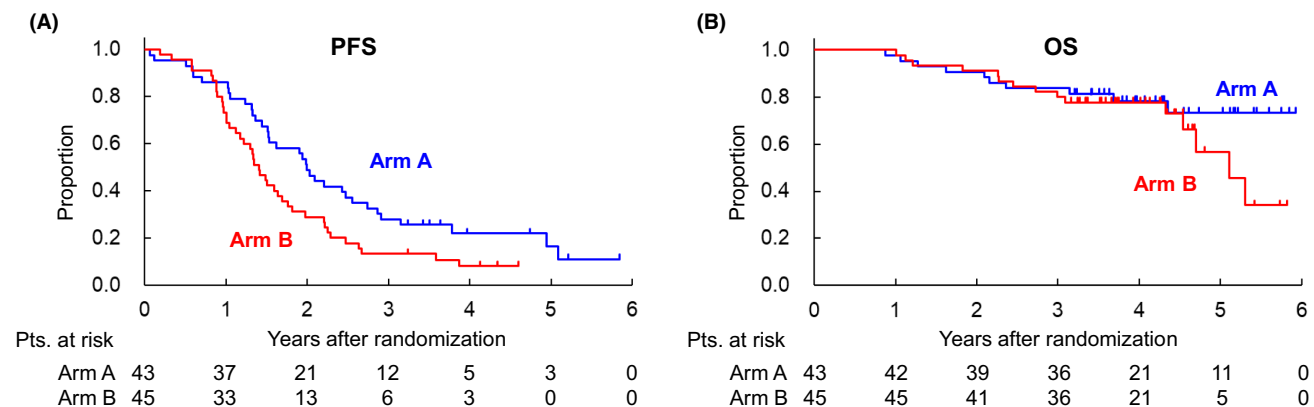 (A)
PFS
Proportion
1.0
0.8
0.6
0.4
0.2
0.0
Arm A
Arm B
0 1 2 3 4 5 6
Years after randomization
Pts. at risk
Arm A 43 37 21 12 5 3 0
Arm B 45 33 13 6 3 0 0
(B)
OS
Proportion
1.0
0.8
0.6
0.4
0.2
0.0
Arm A
Arm B
0 1 2 3 4 5 6
Years after randomization
Pts. at risk
Arm A 43 42 39 36 21 11 0
Arm B 45 45 41 36 21 5 0